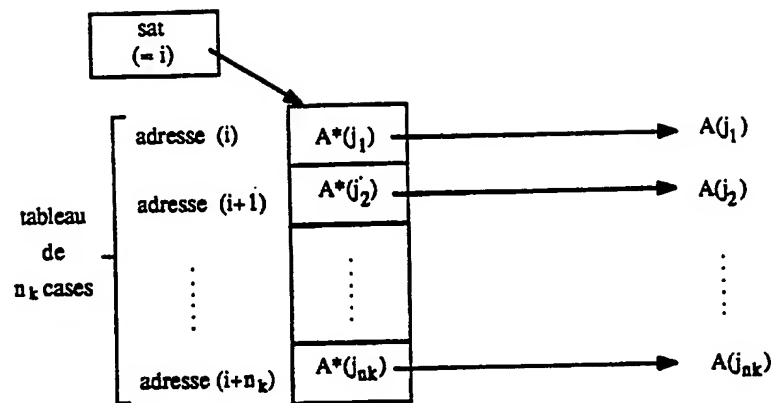 sat
(= i)
adresse (i) A*(j1) A(j1)
adresse (i+1) A*(j2) A(j2)
tableau
de
nk cases
adresse (i+nk) A*(jnk) A(jnk)